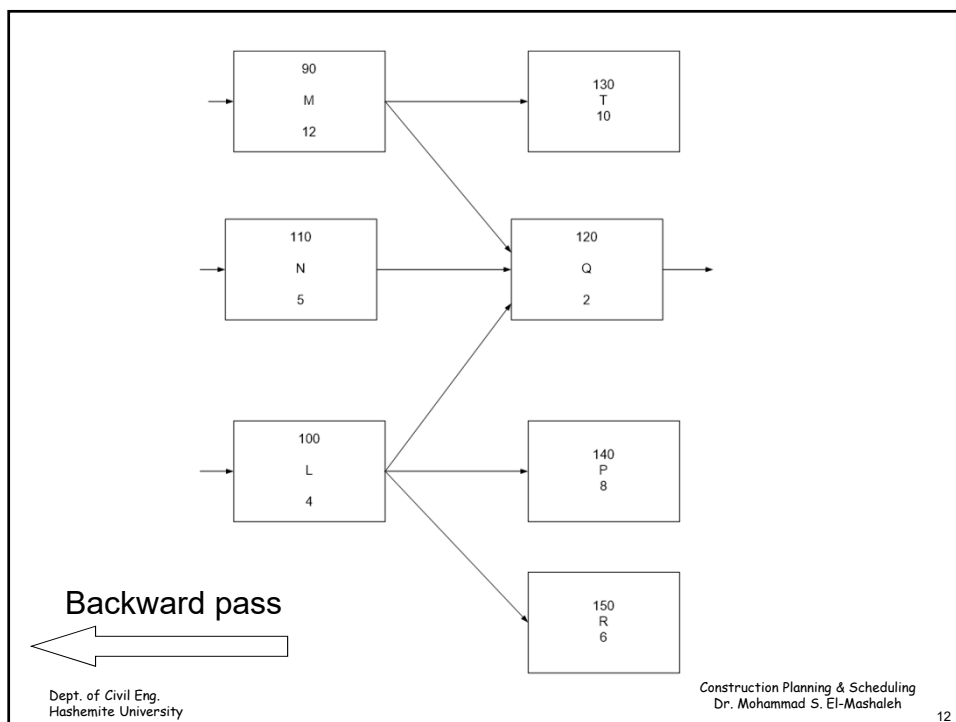 90
M
12
130
T
10
110
N
5
120
Q
2
100
L
4
140
P
8
150
R
6
Backward pass
Dept. of Civil Eng.
Hashemite University
Construction Planning & Scheduling
Dr. Mohammad S. El-Mashaleh
12